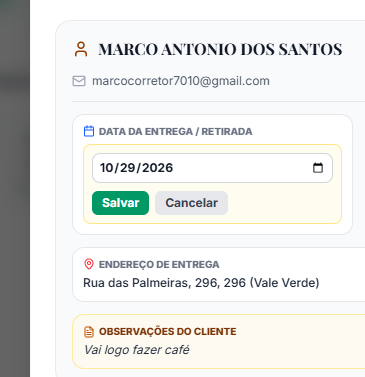 MARCO ANTONIO DOS SANTOS
marcocorretor7010@gmail.com
DATA DA ENTREGA / RETIRADA
10/29/2026
Salvar Cancelar
ENDEREÇO DE ENTREGA
Rua das Palmeiras, 296, 296 (Vale Verde)
OBSERVAÇÕES DO CLIENTE
Vai logo fazer café